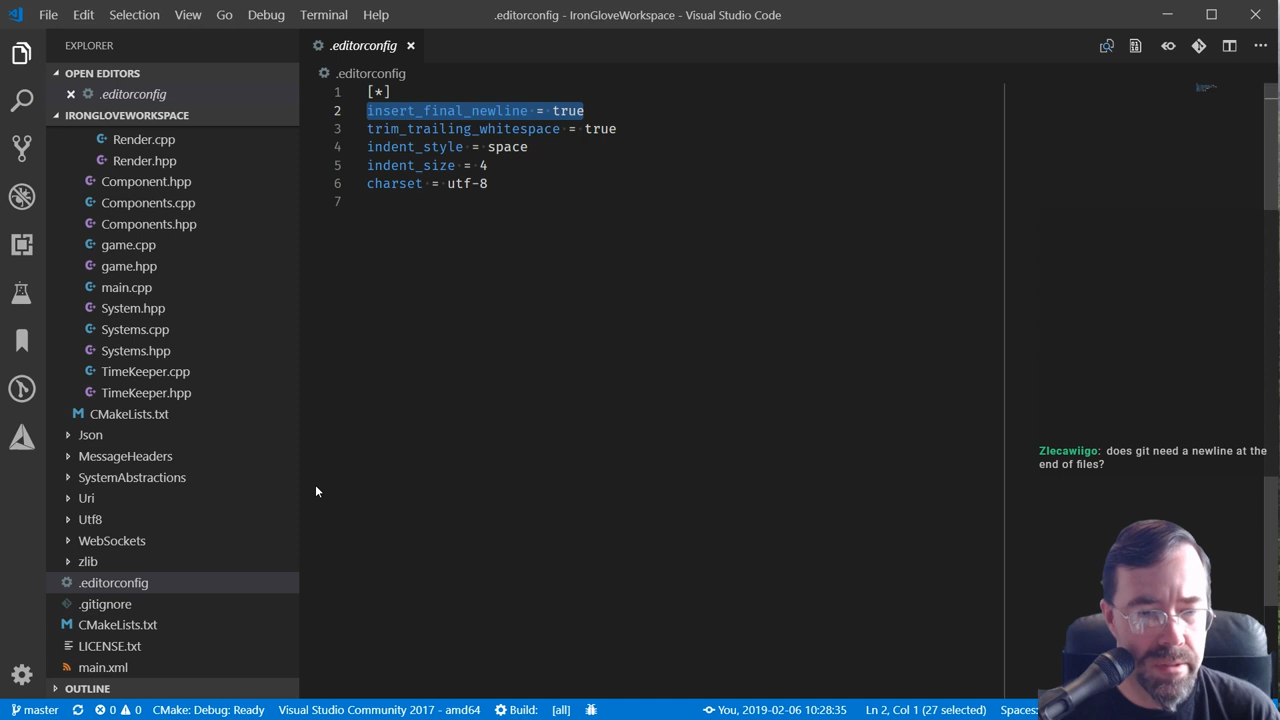 File Edit Selection View Go Debug Terminal Help
.editorconfig - IronGloveWorkspace - Visual Studio Code
EXPLORER
OPEN EDITORS
.editorconfig
IRONGLOVEWORKSPACE
Render.cpp
Render.hpp
Component.hpp
Components.cpp
Components.hpp
game.cpp
game.hpp
main.cpp
System.hpp
Systems.cpp
Systems.hpp
TimeKeeper.cpp
TimeKeeper.hpp
CMakeLists.txt
Json
MessageHeaders
SystemAbstractions
Uri
Utf8
WebSockets
zlib
.editorconfig
.gitignore
CMakeLists.txt
LICENSE.txt
main.xml
OUTLINE
.editorconfig
.editorconfig
1 [*]
2 insert_final_newline = true
3 trim_trailing_whitespace = true
4 indent_style = space
5 indent_size = 4
6 charset = utf-8
7
Zlecawiigo: does git need a newline at the
end of files?
master 0 0 CMake: Debug: Ready Visual Studio Community 2017 - amd64 Build: [all] You, 2019-02-06 10:28:35 Ln 2, Col 1 (27 selected) Spaces: